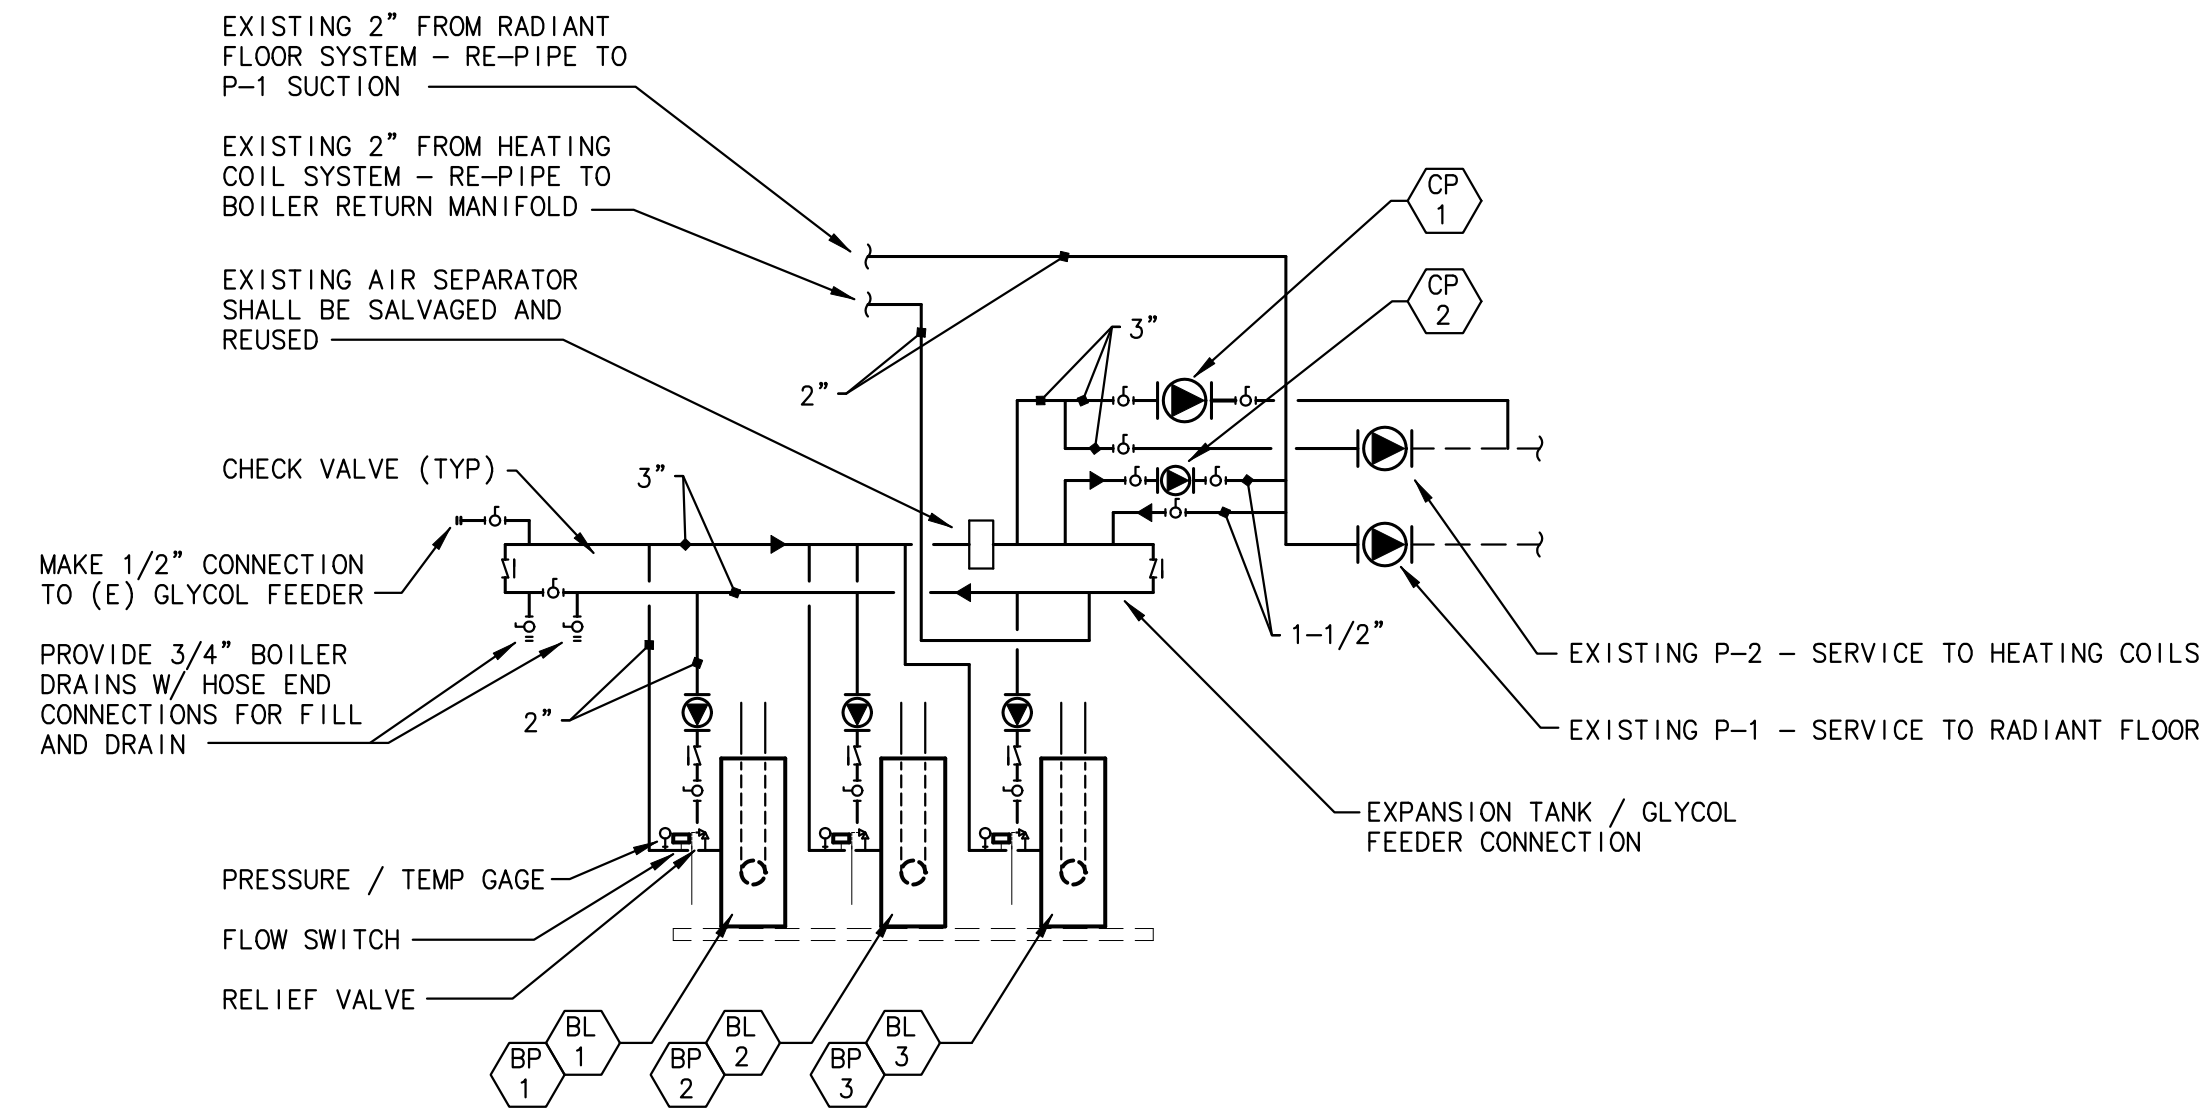 EXISTING 2" FROM RADIANT
FLOOR SYSTEM - RE-PIPE TO
P-1 SUCTION
EXISTING 2" FROM HEATING
COIL SYSTEM - RE-PIPE TO
BOILER RETURN MANIFOLD
CP
1
EXISTING AIR SEPARATOR
SHALL BE SALVAGED AND
REUSED
CP
2
3"
2"
CHECK VALVE (TYP)
3"
MAKE 1/2" CONNECTION
TO (E) GLYCOL FEEDER
1-1/2"
PROVIDE 3/4" BOILER
DRAINS W/ HOSE END
CONNECTIONS FOR FILL
AND DRAIN
2"
EXISTING P-2 - SERVICE TO HEATING COILS
EXISTING P-1 - SERVICE TO RADIANT FLOOR
EXPANSION TANK / GLYCOL
FEEDER CONNECTION
PRESSURE / TEMP GAGE
FLOW SWITCH
RELIEF VALVE
BL
1
BP
1
BL
2
BP
2
BL
3
BP
3